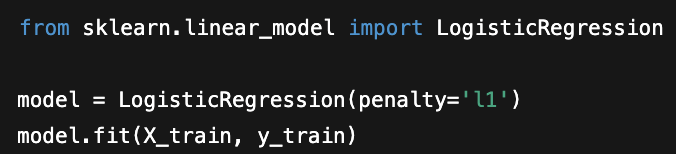 from sklearn.linear_model import LogisticRegression
model = LogisticRegression(penalty='l1')
model.fit(X_train, y_train)